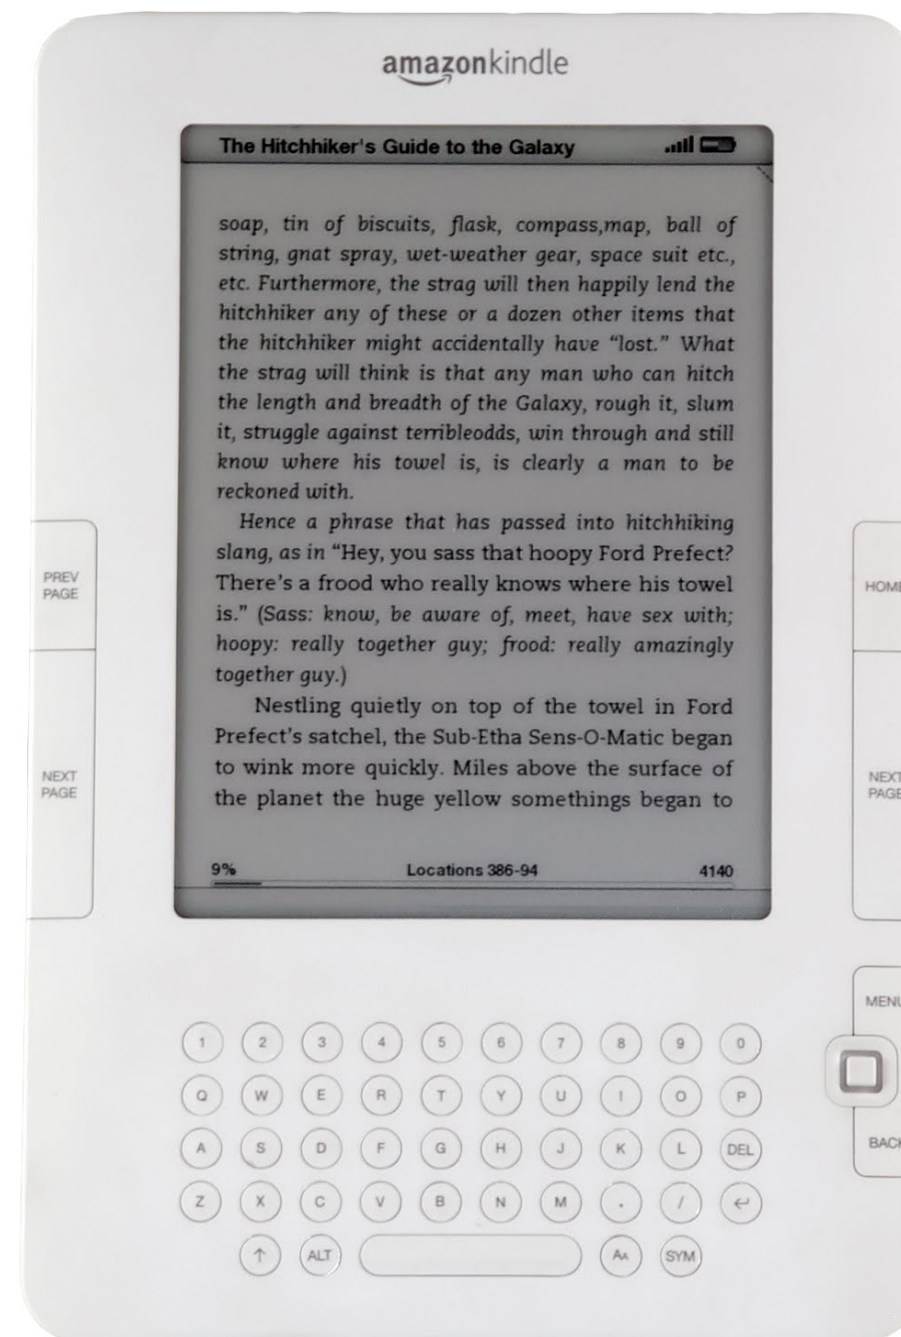 amazonkindle
The Hitchhiker's Guide to the Galaxy
soap, tin of biscuits, flask, compass,map, ball of
string, gnat spray, wet-weather gear, space suit etc.,
etc. Furthermore, the strag will then happily lend the
hitchhiker any of these or a dozen other items that
the hitchhiker might accidentally have “lost.” What
the strag will think is that any man who can hitch
the length and breadth of the Galaxy, rough it, slum
it, struggle against terribleodds, win through and still
know where his towel is, is clearly a man to be
reckoned with.
Hence a phrase that has passed into hitchhiking
slang, as in “Hey, you sass that hoopy Ford Prefect?
There’s a frood who really knows where his towel
is.” (Sass: know, be aware of, meet, have sex with;
hoopy: really together guy; frood: really amazingly
together guy.)
Nestling quietly on top of the towel in Ford
Prefect’s satchel, the Sub-Etha Sens-O-Matic began
to wink more quickly. Miles above the surface of
the planet the huge yellow somethings began to
9% Locations 386-94 4140
PREV
PAGE
NEXT
PAGE
HOME
NEXT
PAGE
MENU
BACK
1 2 3 4 5 6 7 8 9 0
Q W E R T Y U I O P
A S D F G H J K L DEL
Z X C V B N M . / ↵
↑ ALT AA SYM